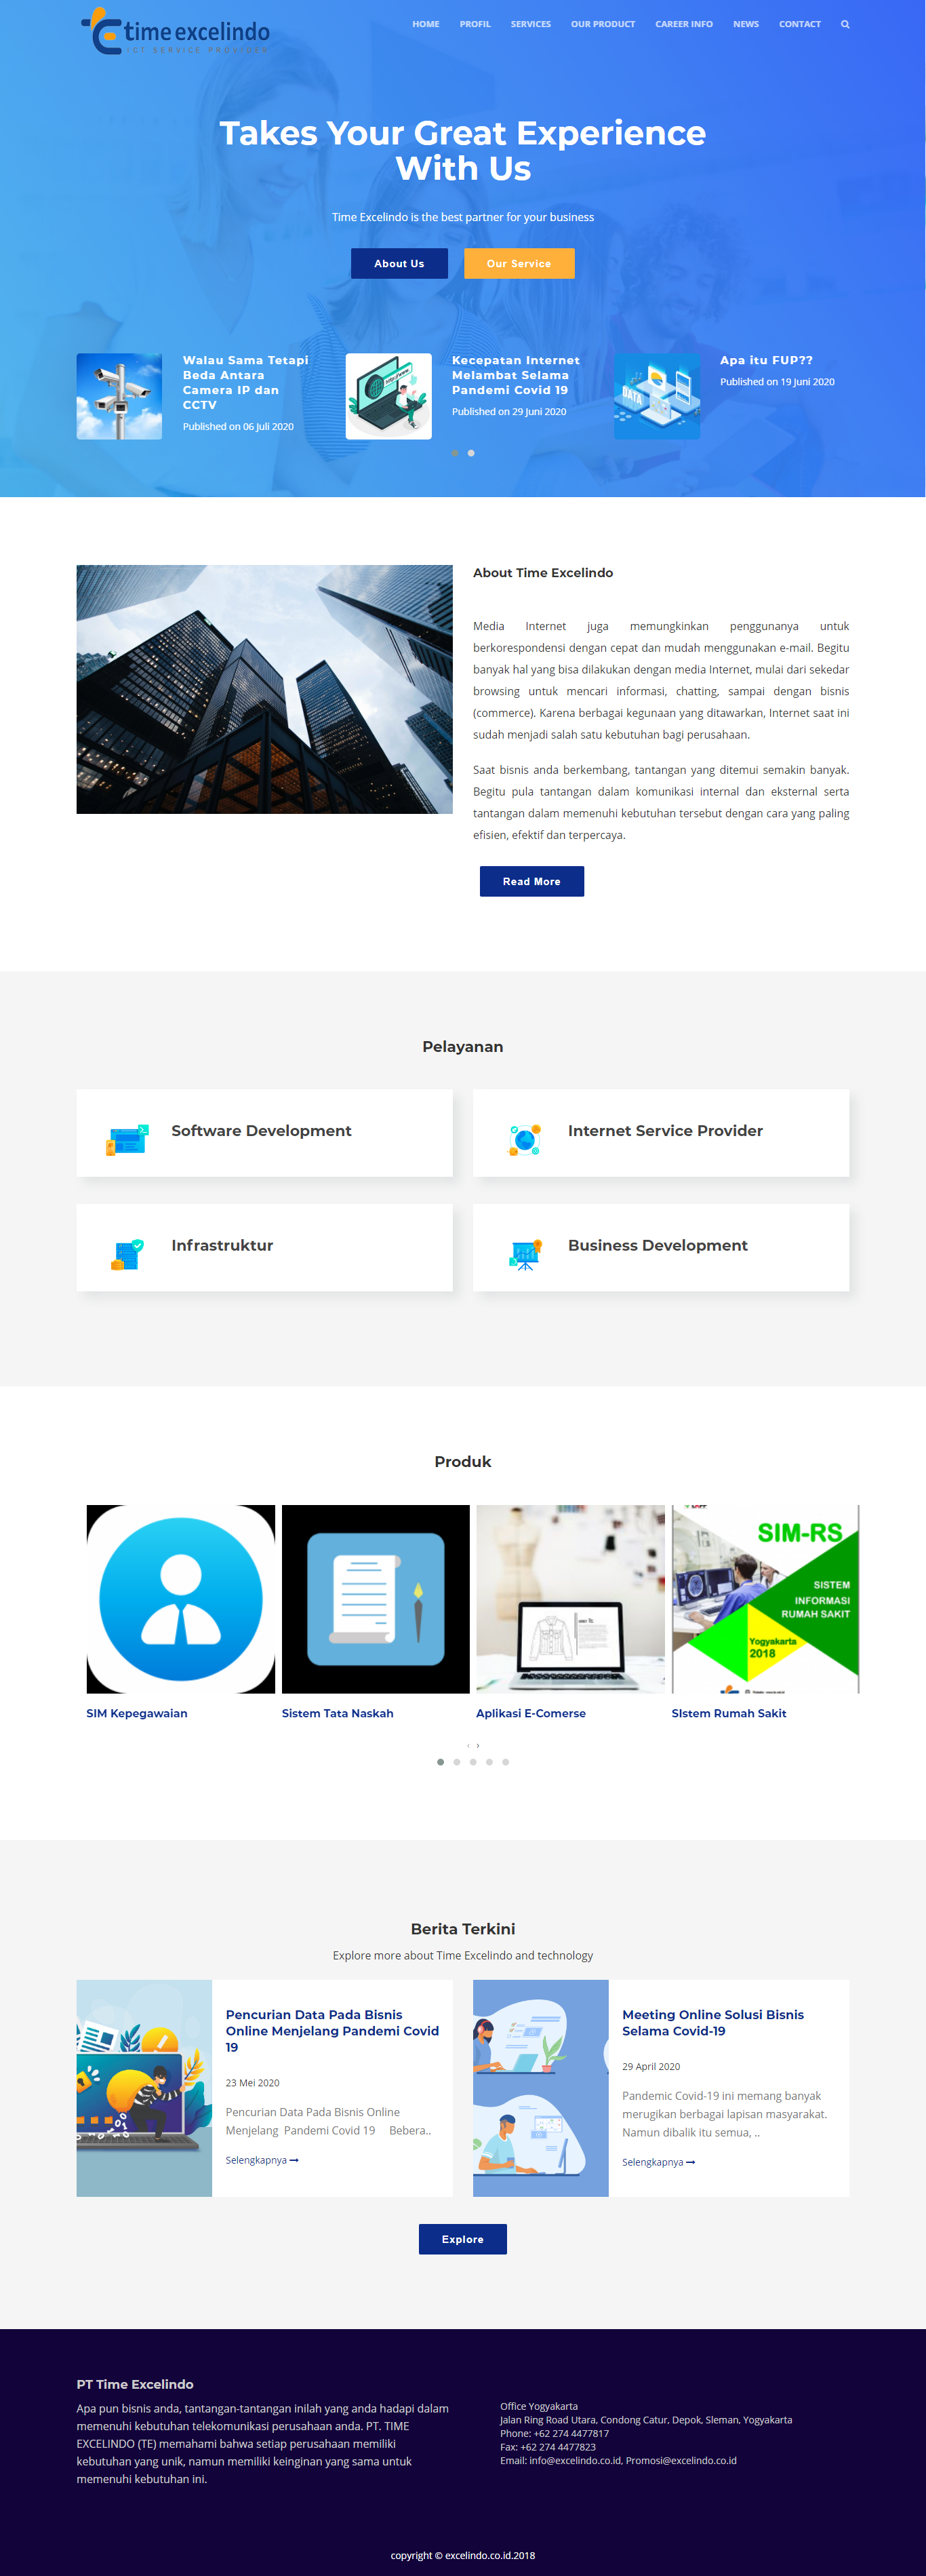 time excelindo
ICT SERVICE PROVIDER
HOME PROFIL SERVICES OUR PRODUCT CAREER INFO NEWS CONTACT
Takes Your Great Experience
With Us
Time Excelindo is the best partner for your business
About Us
Our Service
Walau Sama Tetapi
Beda Antara
Camera IP dan
CCTV
Published on 06 Juli 2020
Kecepatan Internet
Melambat Selama
Pandemi Covid 19
Published on 29 Juni 2020
DATA
Apa itu FUP??
Published on 19 Juni 2020
About Time Excelindo
Media Internet juga memungkinkan penggunanya untuk
berkorespondensi dengan cepat dan mudah menggunakan e-mail. Begitu
banyak hal yang bisa dilakukan dengan media Internet, mulai dari sekedar
browsing untuk mencari informasi, chatting, sampai dengan bisnis
(commerce). Karena berbagai kegunaan yang ditawarkan, Internet saat ini
sudah menjadi salah satu kebutuhan bagi perusahaan.
Saat bisnis anda berkembang, tantangan yang ditemui semakin banyak.
Begitu pula tantangan dalam komunikasi internal dan eksternal serta
tantangan dalam memenuhi kebutuhan tersebut dengan cara yang paling
efisien, efektif dan terpercaya.
Read More
Pelayanan
Software Development
Internet Service Provider
Infrastruktur
Business Development
Produk
SIM-RS
SISTEM
INFORMASI
RUMAH SAKIT
Yogyakarta
2018
SIM Kepegawaian
Sistem Tata Naskah
Aplikasi E-Comerse
SIstem Rumah Sakit
‹ ›
Berita Terkini
Explore more about Time Excelindo and technology
Pencurian Data Pada Bisnis
Online Menjelang Pandemi Covid
19
23 Mei 2020
Pencurian Data Pada Bisnis Online
Menjelang Pandemi Covid 19 Bebera..
Selengkapnya
Meeting Online Solusi Bisnis
Selama Covid-19
29 April 2020
Pandemic Covid-19 ini memang banyak
merugikan berbagai lapisan masyarakat.
Namun dibalik itu semua, ..
Selengkapnya
Explore
PT Time Excelindo
Apa pun bisnis anda, tantangan-tantangan inilah yang anda hadapi dalam
memenuhi kebutuhan telekomunikasi perusahaan anda. PT. TIME
EXCELINDO (TE) memahami bahwa setiap perusahaan memiliki
kebutuhan yang unik, namun memiliki keinginan yang sama untuk
memenuhi kebutuhan ini.
Office Yogyakarta
Jalan Ring Road Utara, Condong Catur, Depok, Sleman, Yogyakarta
Phone: +62 274 4477817
Fax: +62 274 4477823
Email: info@excelindo.co.id, Promosi@excelindo.co.id
copyright © excelindo.co.id.2018